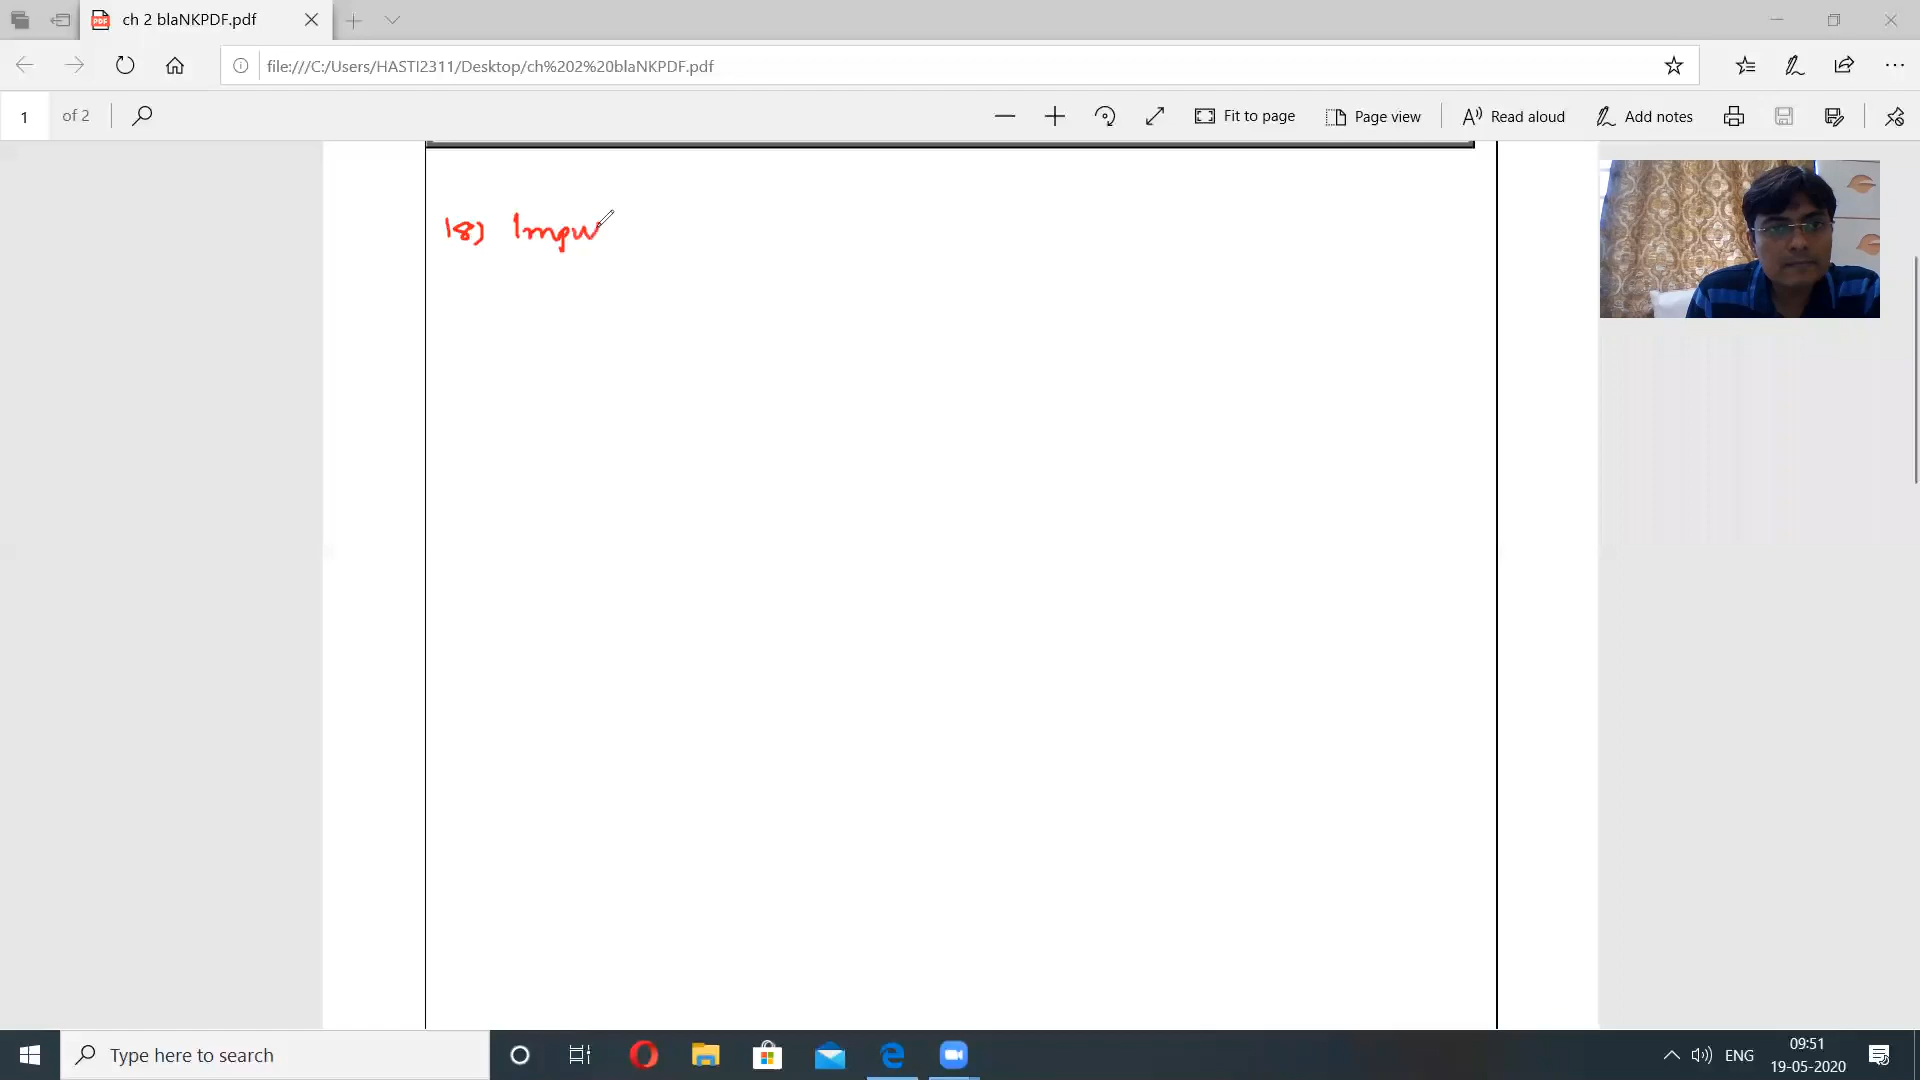 ch 2 blaNKPDF.pdf
file:///C:/Users/HASTI2311/Desktop/ch%202%20blaNKPDF.pdf
1 of 2 Fit to page Page view Read aloud Add notes
18) Impu
Type here to search
ENG
09:51
19-05-2020